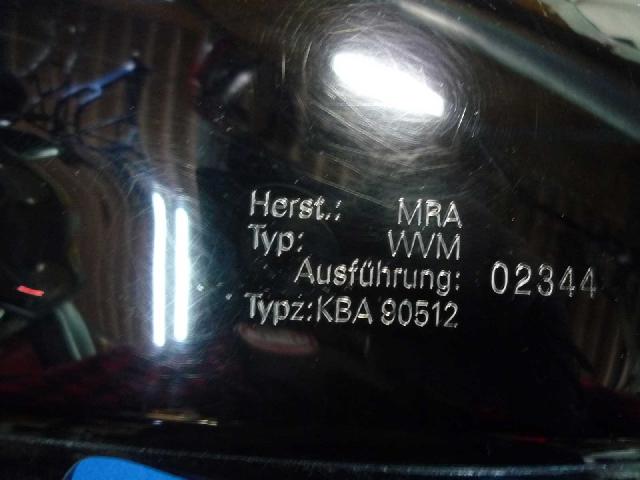 Herst.: MRA
Typ: WVM
Ausführung: 02344
Typz: KBA 90512